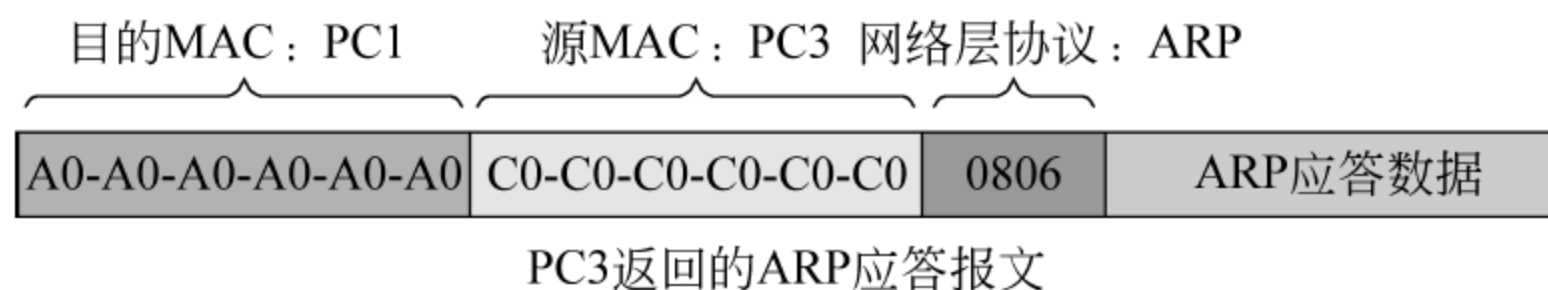 目的MAC：PC1 源MAC：PC3 网络层协议：ARP
A0-A0-A0-A0-A0-A0 C0-C0-C0-C0-C0-C0 0806 ARP应答数据
PC3返回的ARP应答报文